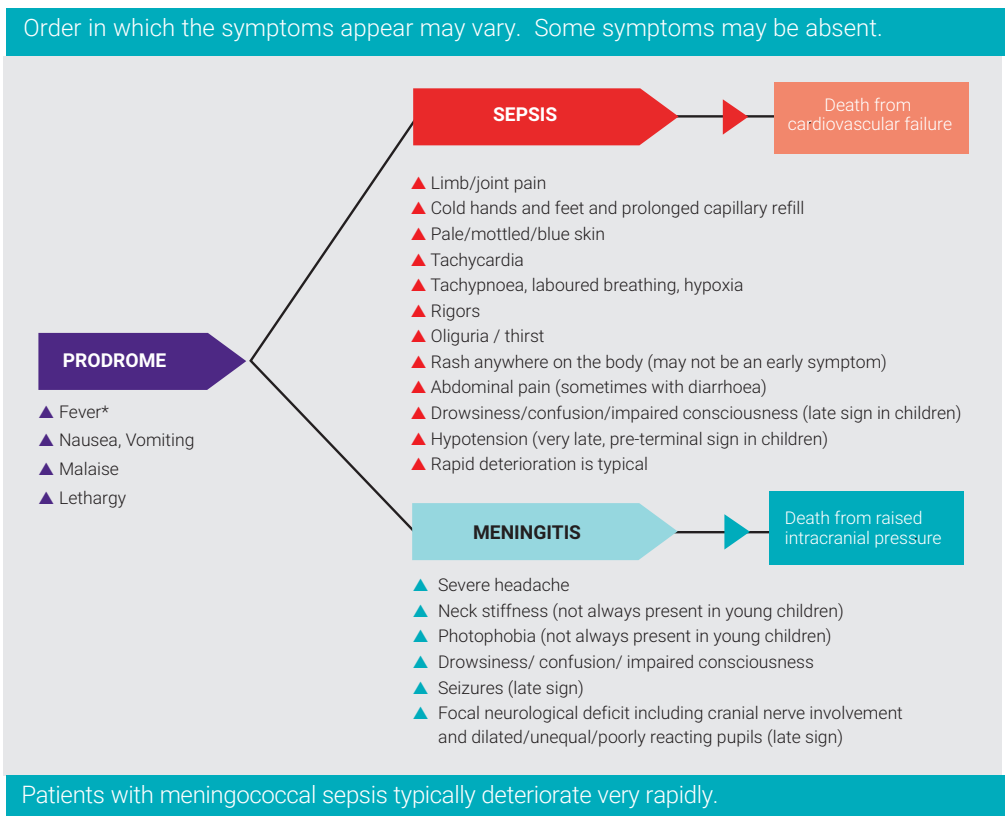 Order in which the symptoms appear may vary. Some symptoms may be absent.
PRODROME
Fever*
Nausea, Vomiting
Malaise
Lethargy
SEPSIS
Death from
cardiovascular failure
Limb/joint pain
Cold hands and feet and prolonged capillary refill
Pale/mottled/blue skin
Tachycardia
Tachypnoea, laboured breathing, hypoxia
Rigors
Oliguria / thirst
Rash anywhere on the body (may not be an early symptom)
Abdominal pain (sometimes with diarrhoea)
Drowsiness/confusion/impaired consciousness (late sign in children)
Hypotension (very late, pre-terminal sign in children)
Rapid deterioration is typical
MENINGITIS
Death from raised
intracranial pressure
Severe headache
Neck stiffness (not always present in young children)
Photophobia (not always present in young children)
Drowsiness/ confusion/ impaired consciousness
Seizures (late sign)
Focal neurological deficit including cranial nerve involvement
and dilated/unequal/poorly reacting pupils (late sign)
Patients with meningococcal sepsis typically deteriorate very rapidly.